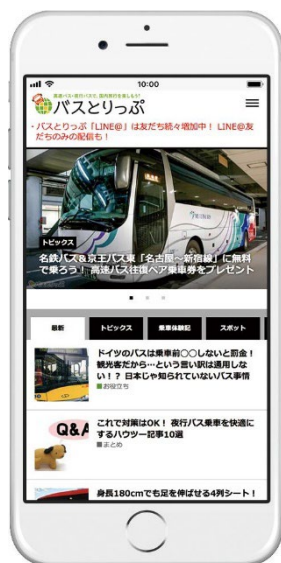 10:00
高速バス・夜行バスで、国内旅行を楽しもう!
バスとりっぷ
・バスとりっぷ「LINE@」は友だち続々増加中! LINE@友
だちのみの配信も!
トピックス
名鉄バス&京王バス東「名古屋~新宿線」に無料
で乗ろう! 高速バス往復ペア乗車券をプレゼント
最新 トピックス 乗車体験記 スポット
ドイツのバスは乗車前○○しないと罰金!
観光客だから…という言い訳は通用しな
い!? 日本じゃ知られていないバス事情
■お役立ち
Q&A
これで対策はOK! 夜行バス乗車を快適に
するハウツー記事10選
■まとめ
身長180cmでも足を伸ばせる4列シート!